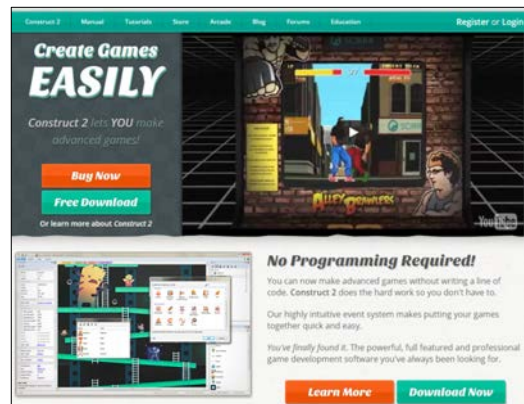 Construct 2 Manual Tutorials Store Arcade Blog Forums Education Register or Login
Create Games
EASILY
Construct 2 lets YOU make
advanced games!
Buy Now
Free Download
Or learn more about Construct 2
ALLEY BRAWLERS
YouTube
No Programming Required!
You can now make advanced games without writing a line of
code. Construct 2 does the hard work so you don't have to.
Our highly intuitive event system makes putting your games
together quick and easy.
You've finally found it. The powerful, full featured and professional
game development software you've always been looking for.
Learn More Download Now